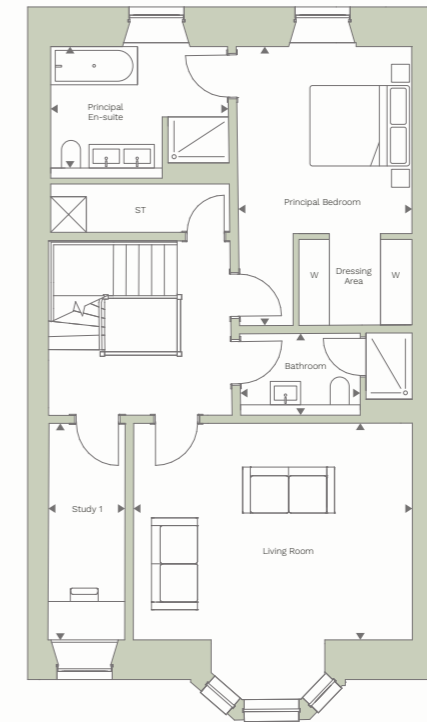 Principal
En-suite
ST
Principal Bedroom
W
Dressing
Area
W
Bathroom
Study 1
Living Room